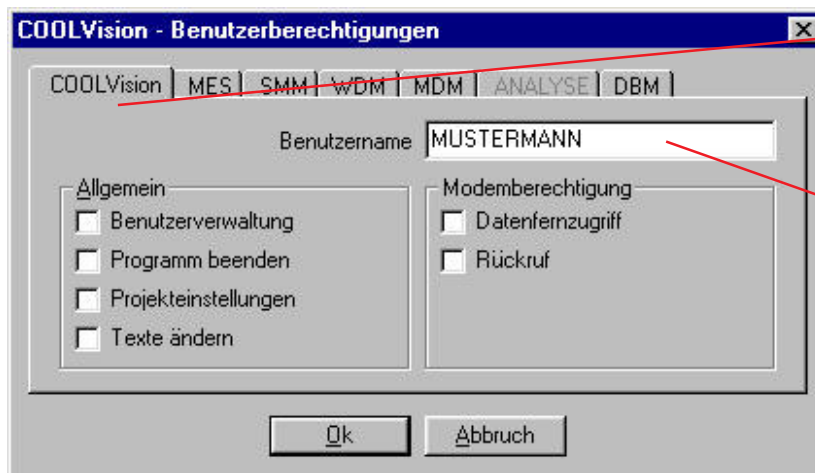 COOLVision - Benutzerberechtigungen
COOLVision MES SMM WDM MDM ANALYSE DBM
Benutzername MUSTERMANN
Allgemein
Benutzerverwaltung
Programm beenden
Projekteinstellungen
Texte ändern
Modemberechtigung
Datenfernzugriff
Rückruf
Ok Abbruch